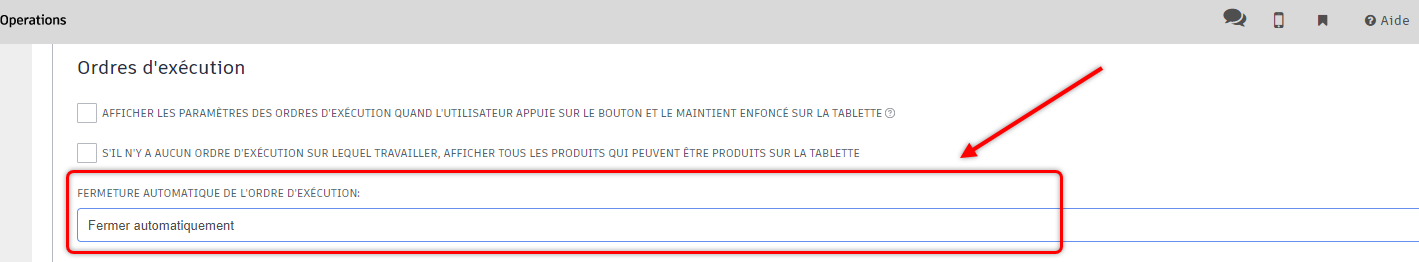 Operations
Aide
Ordres d'exécution
AFFICHER LES PARAMÈTRES DES ORDRES D'EXÉCUTION QUAND L'UTILISATEUR APPUIE SUR LE BOUTON ET LE MAINTIENT ENFONCÉ SUR LA TABLETTE
S'IL N'Y A AUCUN ORDRE D'EXÉCUTION SUR LEQUEL TRAVAILLER, AFFICHER TOUS LES PRODUITS QUI PEUVENT ÊTRE PRODUITS SUR LA TABLETTE
FERMETURE AUTOMATIQUE DE L'ORDRE D'EXÉCUTION:
Fermer automatiquement